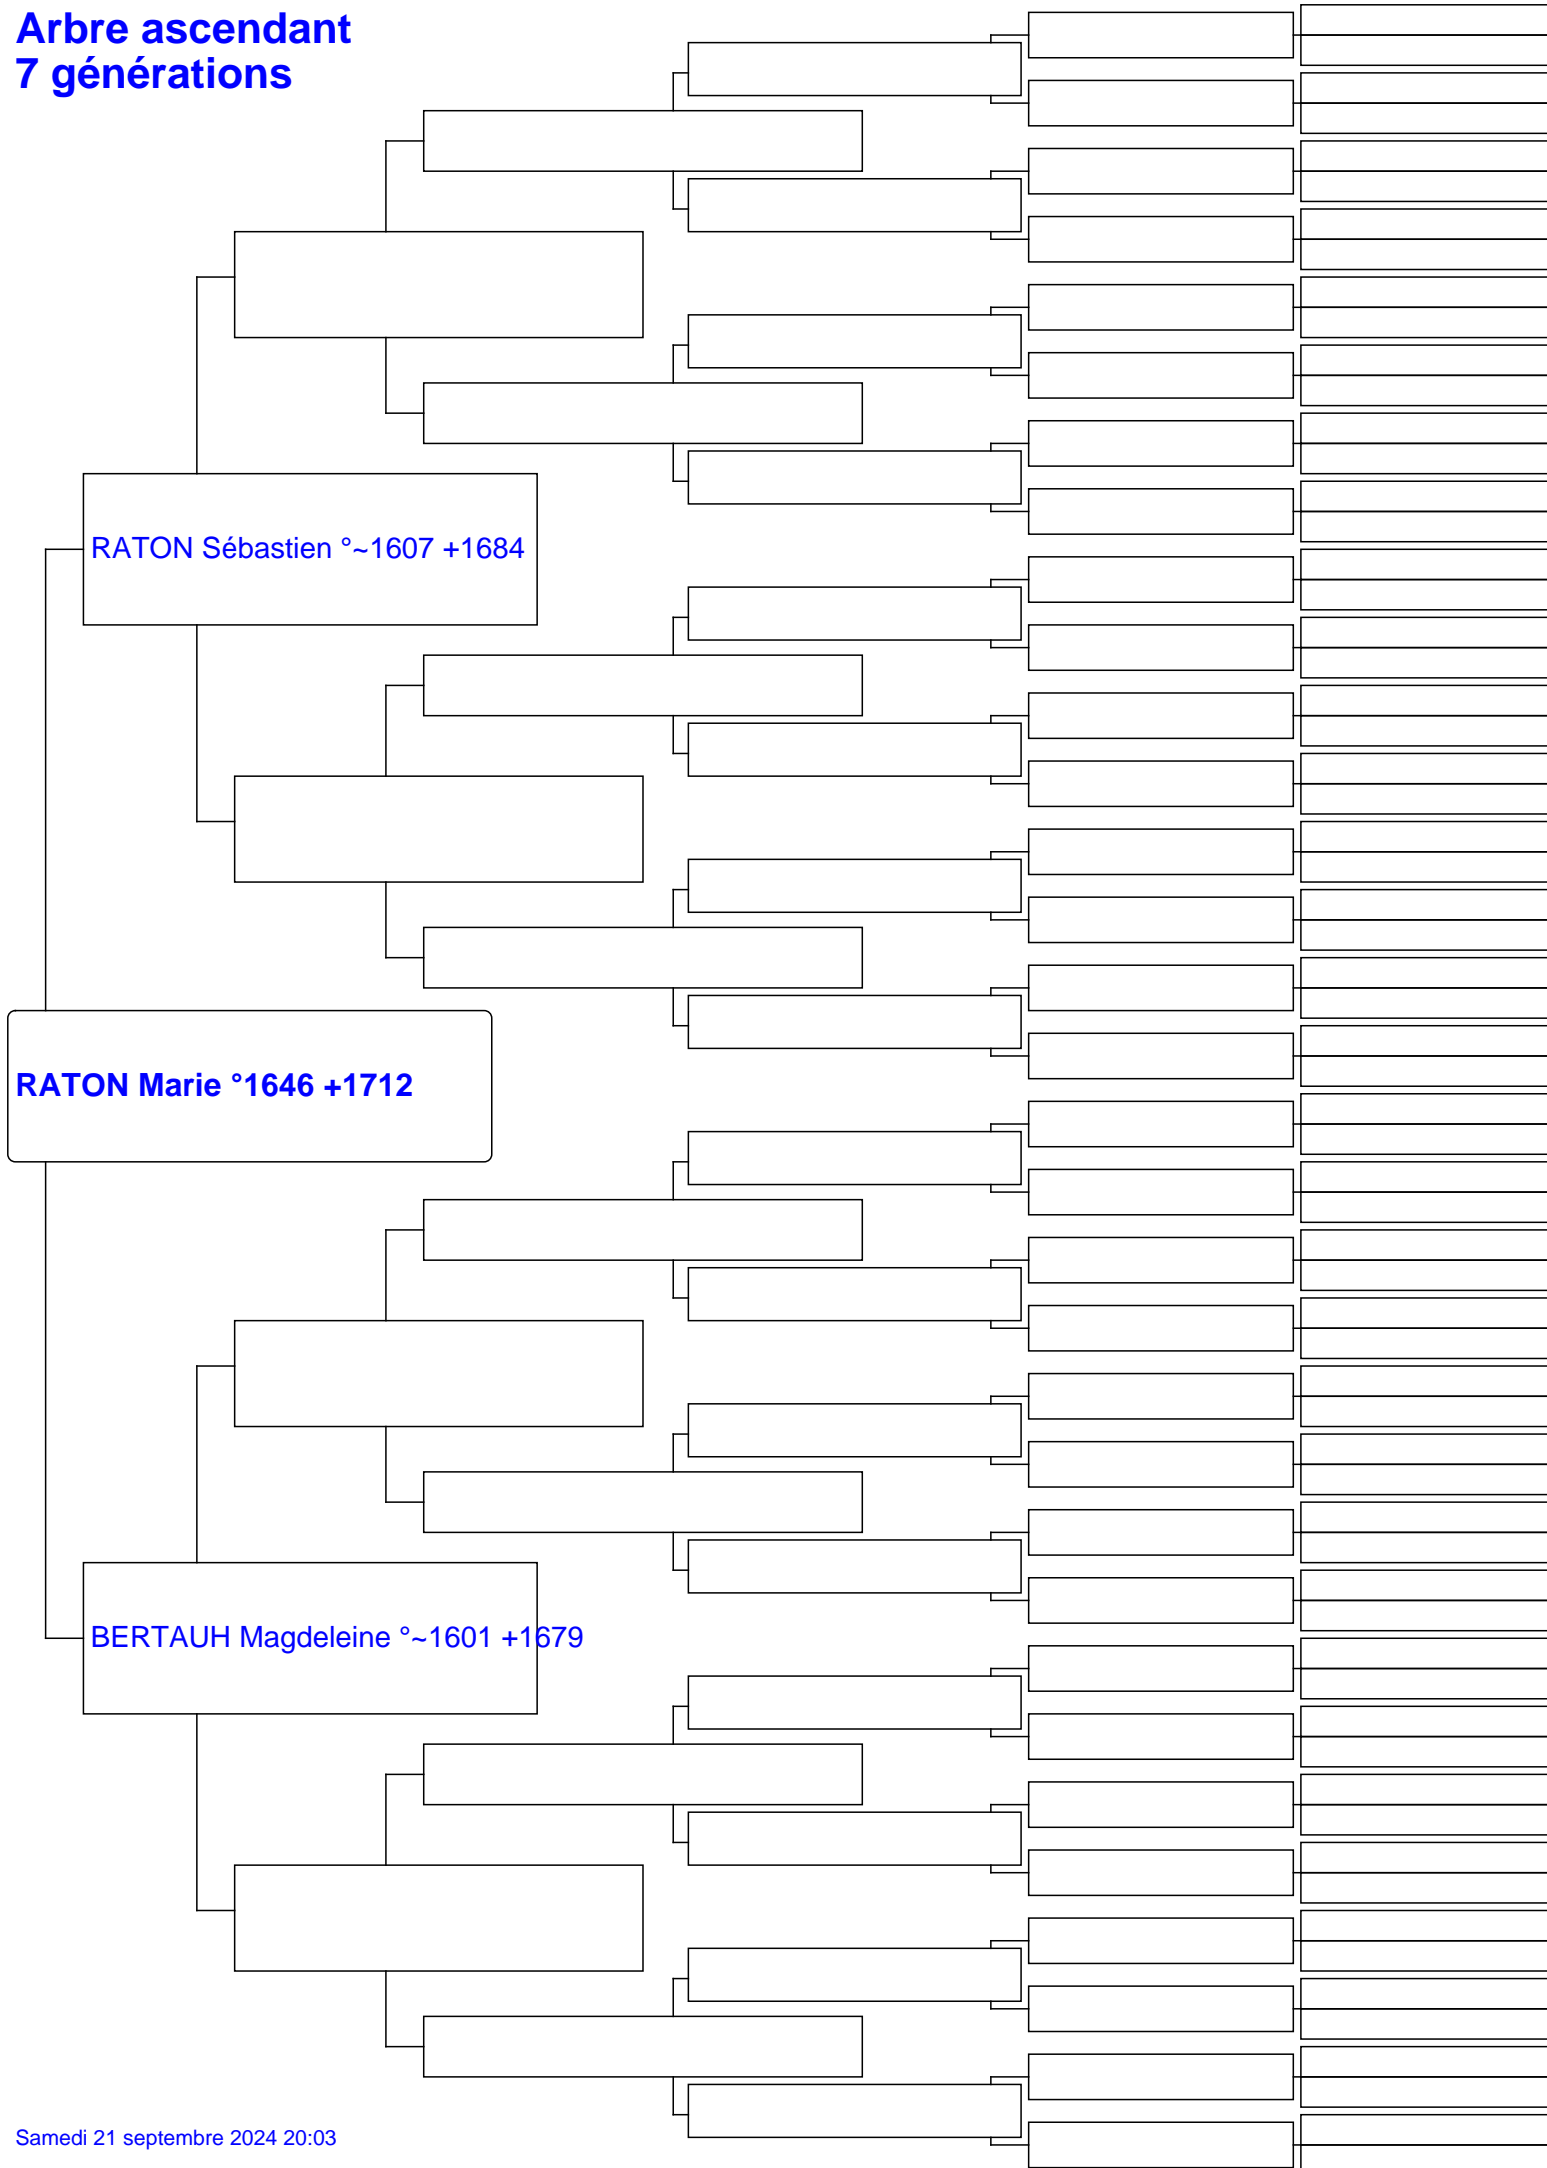 Arbre ascendant
7 générations
RATON Sébastien °~1607 +1684
RATON Marie °1646 +1712
BERTAUH Magdeleine °~1601 +1679
Samedi 21 septembre 2024 20:03